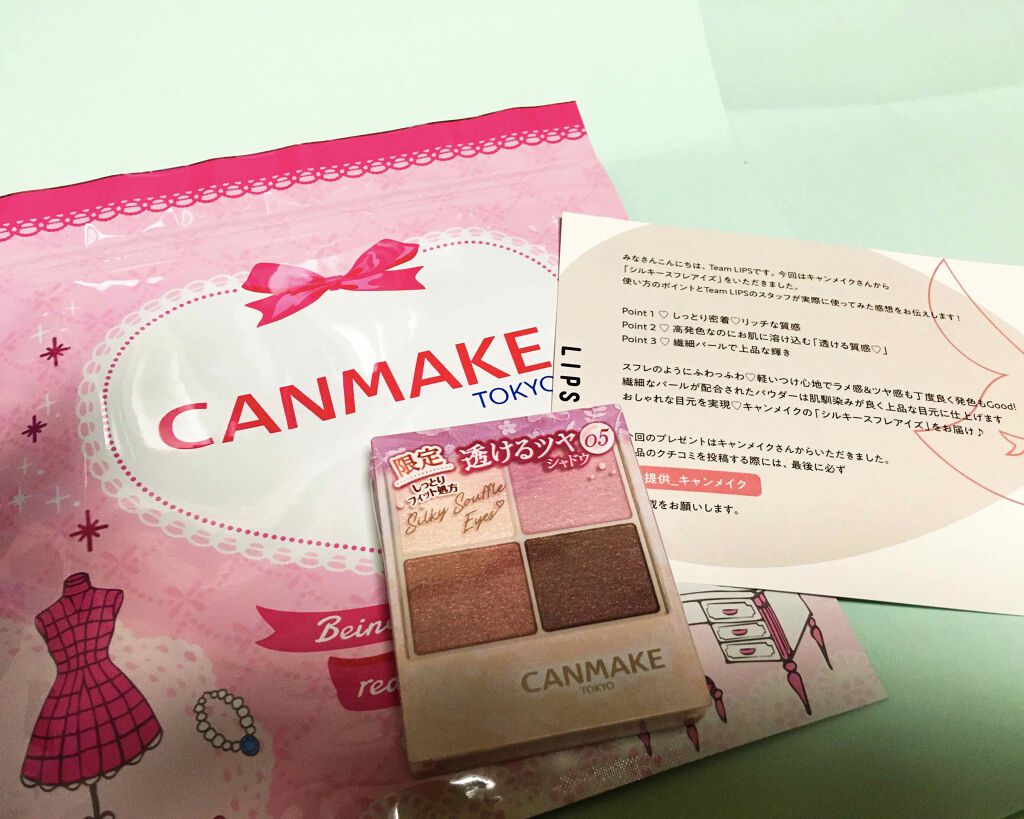 CANMAKE
TOKYO
Bein
rea
限定
しっとり
フィット処方
透けるツヤ
シャドウ
05
Silky Souffle
Eyes♡
CANMAKE
TOKYO
LIPS
みなさんこんにちは、Team LIPSです。今回はキャンメイクさんから
「シルキースフレアイズ」をいただきました。
使い方のポイントとTeam LIPSのスタッフが実際に使ってみた感想をお伝えします！
Point 1 ♡ しっとり密着♡リッチな質感
Point 2 ♡ 高発色なのにお肌に溶け込む「透ける質感♡」
Point 3 ♡ 繊細パールで上品な輝き
スフレのようにふわっふわ♡軽いつけ心地でラメ感&ツヤ感も丁度良く発色もGood!
繊細なパールが配合されたパウダーは肌馴染みが良く上品な目元に仕上げます
おしゃれな目元を実現♡キャンメイクの「シルキースフレアイズ」をお届け♪
回のプレゼントはキャンメイクさんからいただきました。
品のクチコミを投稿する際には、最後に必ず
提供_キャンメイク
載をお願いします。